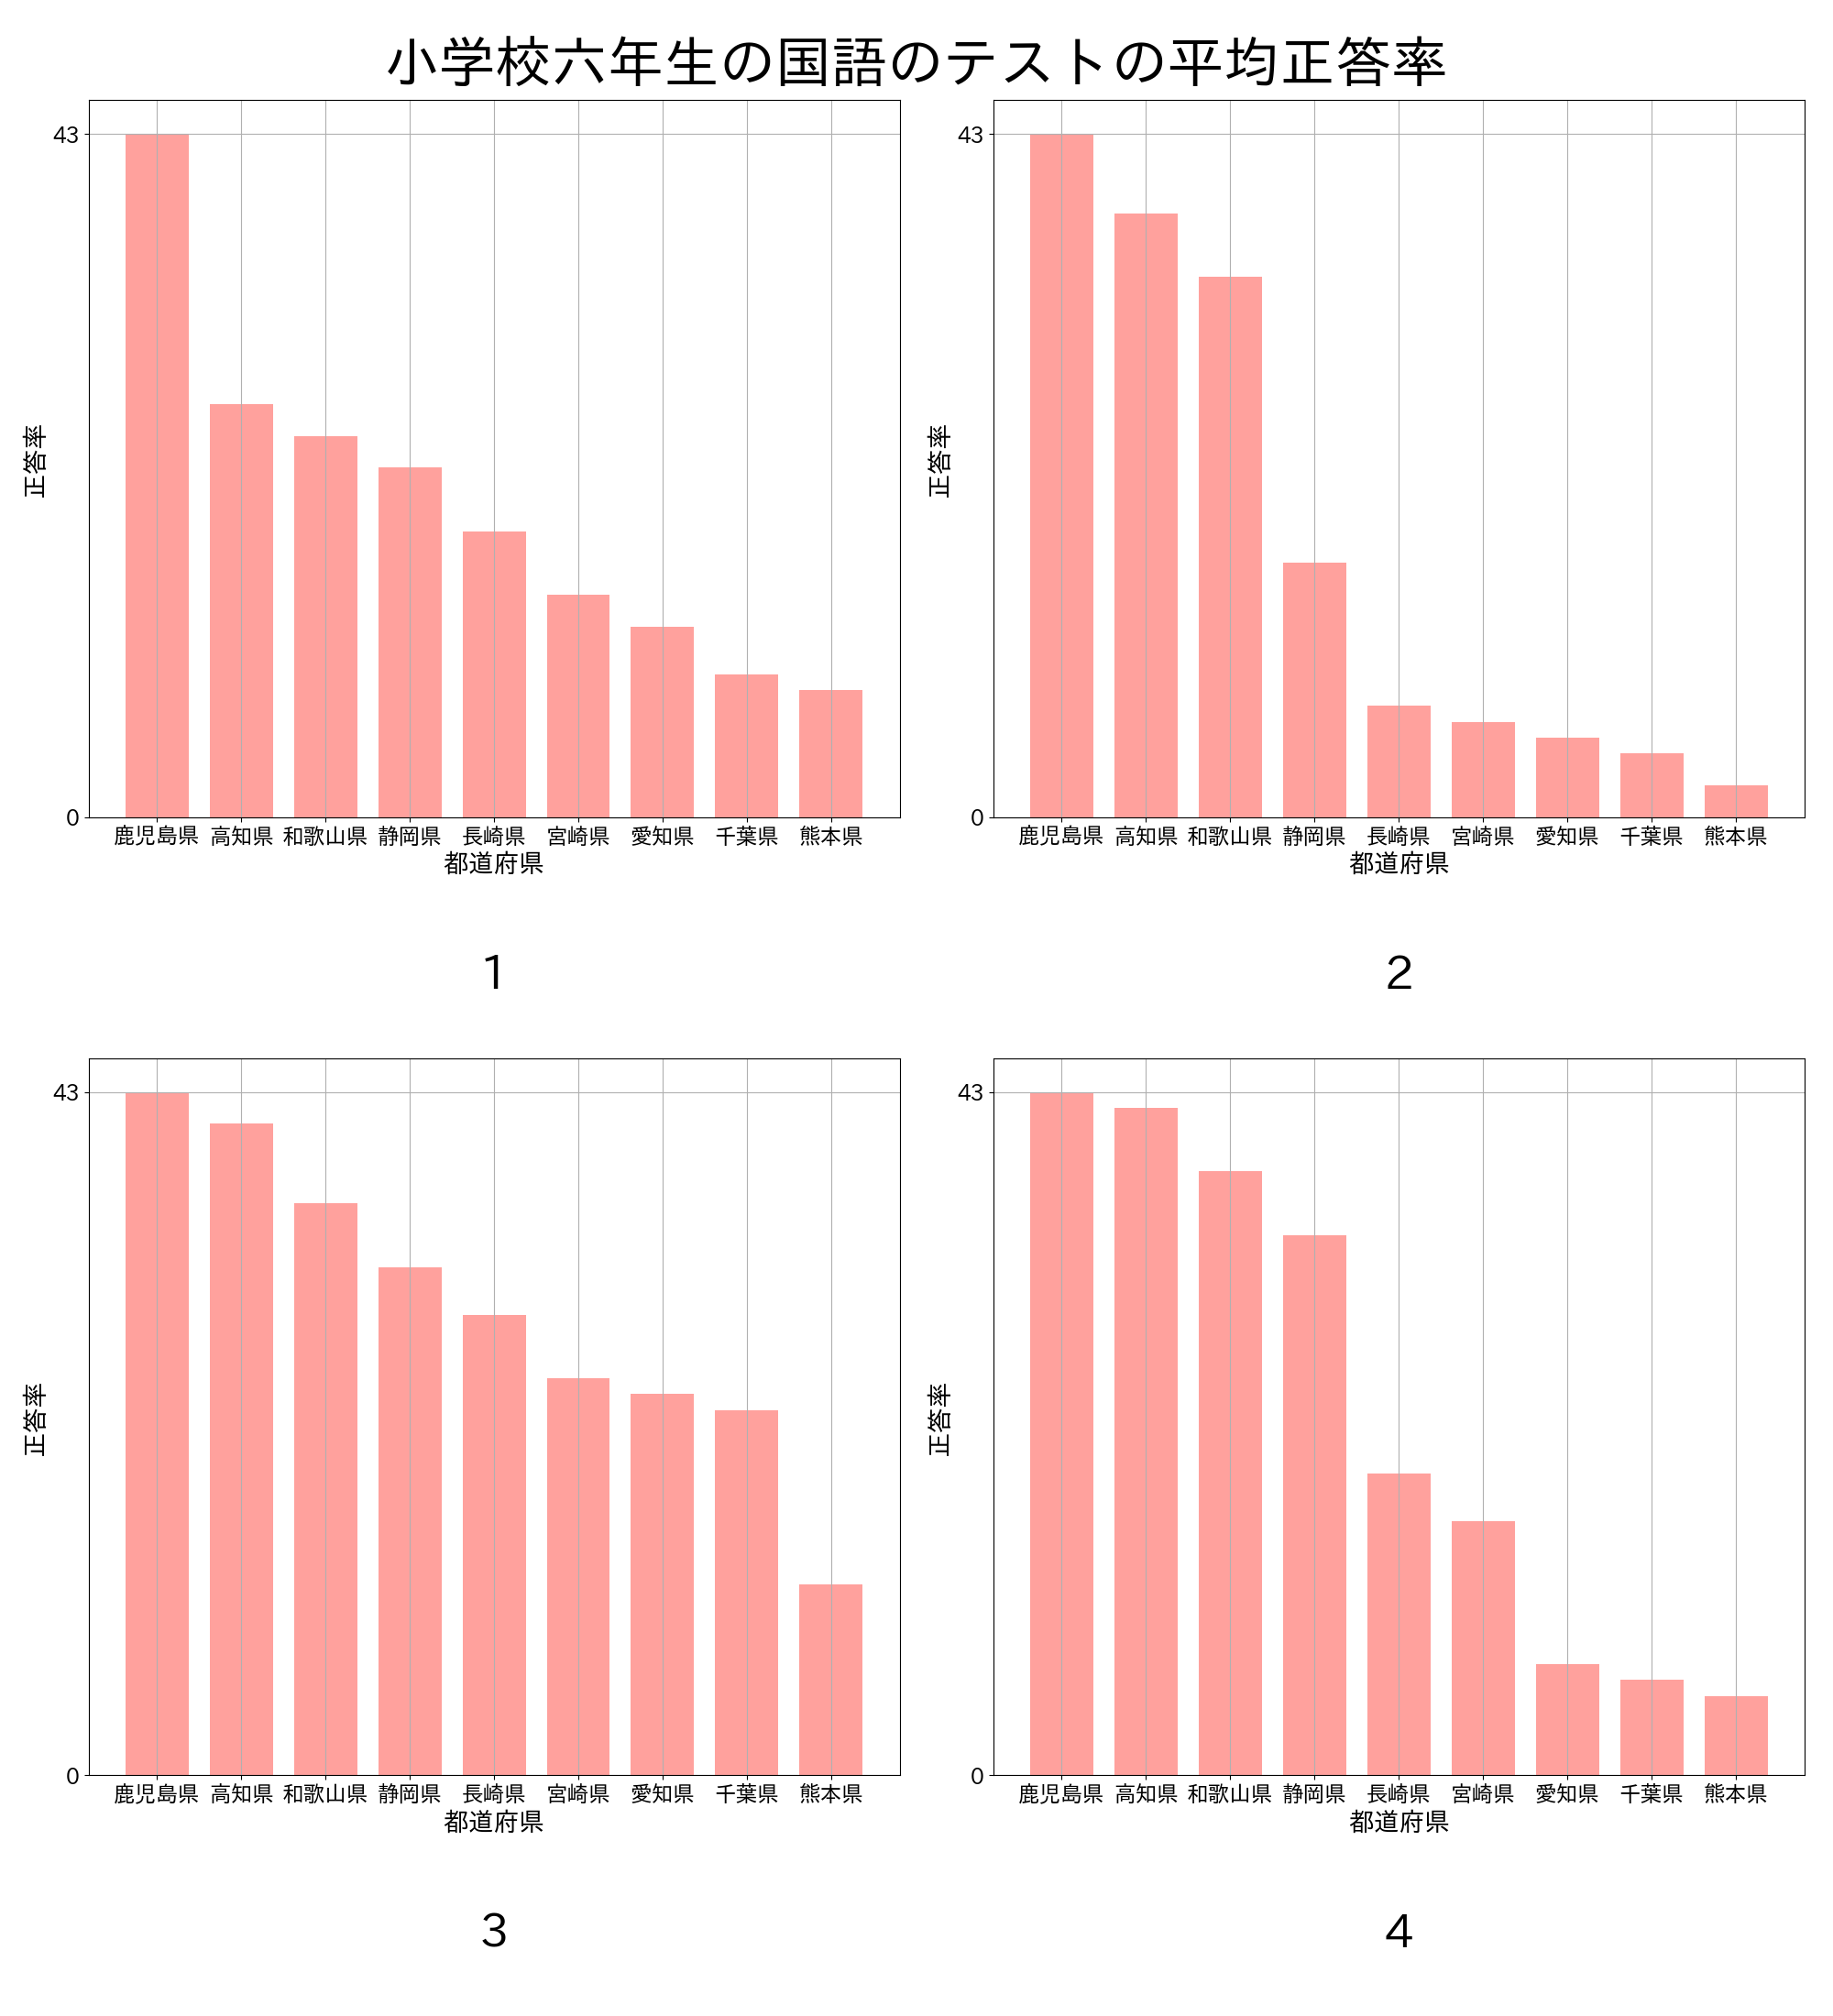 小学校六年生の国語のテストの平均正答率
43
0
正答率
鹿児島県 高知県 和歌山県 静岡県 長崎県 宮崎県 愛知県 千葉県 熊本県
都道府県
1
43
0
正答率
鹿児島県 高知県 和歌山県 静岡県 長崎県 宮崎県 愛知県 千葉県 熊本県
都道府県
2
43
0
正答率
鹿児島県 高知県 和歌山県 静岡県 長崎県 宮崎県 愛知県 千葉県 熊本県
都道府県
3
43
0
正答率
鹿児島県 高知県 和歌山県 静岡県 長崎県 宮崎県 愛知県 千葉県 熊本県
都道府県
4